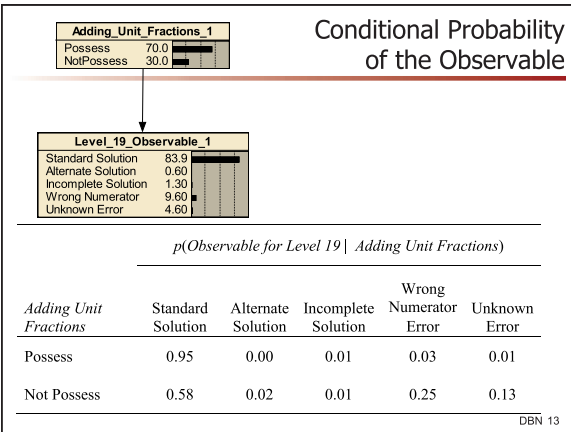 Conditional Probability
of the Observable
Adding_Unit_Fractions_1
Possess 70.0
NotPossess 30.0
Level_19_Observable_1
Standard Solution 83.9
Alternate Solution 0.60
Incomplete Solution 1.30
Wrong Numerator 9.60
Unknown Error 4.60
p(Observable for Level 19 | Adding Unit Fractions)
Adding Unit Fractions Standard Solution Alternate Solution Incomplete Solution Wrong Numerator Error Unknown Error
Possess 0.95 0.00 0.01 0.03 0.01
Not Possess 0.58 0.02 0.01 0.25 0.13
DBN 13